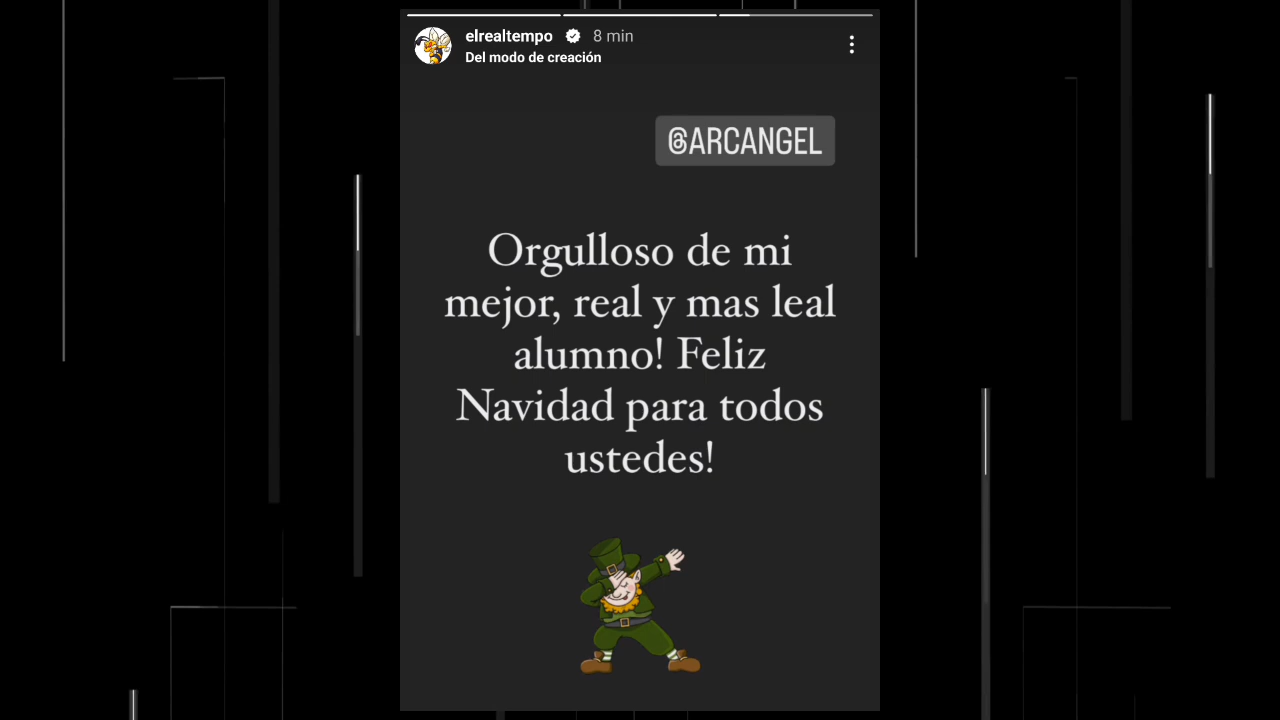 elrealtempo 8 min
Del modo de creación
@ARCANGEL
Orgulloso de mi
mejor, real y mas leal
alumno! Feliz
Navidad para todos
ustedes!